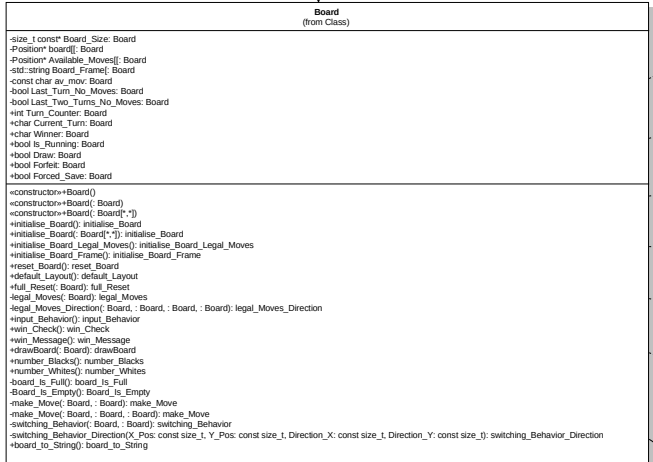 Board
(from Class)
-size_t const* Board_Size: Board
-Position* board[[: Board
-Position* Available_Moves[[: Board
-std::string Board_Frame[: Board
-const char av_mov: Board
-bool Last_Turn_No_Moves: Board
-bool Last_Two_Turns_No_Moves: Board
+int Turn_Counter: Board
+char Current_Turn: Board
+char Winner: Board
+bool Is_Running: Board
+bool Draw: Board
+bool Forfeit: Board
+bool Forced_Save: Board
«constructor»+Board()
«constructor»+Board(: Board)
«constructor»+Board(: Board[*,*])
+initialise_Board(): initialise_Board
+initialise_Board(: Board[*,*]): initialise_Board
+initialise_Board_Legal_Moves(): initialise_Board_Legal_Moves
+initialise_Board_Frame(): initialise_Board_Frame
+reset_Board(): reset_Board
+default_Layout(): default_Layout
+full_Reset(: Board): full_Reset
-legal_Moves(: Board): legal_Moves
-legal_Moves_Direction(: Board, : Board, : Board, : Board): legal_Moves_Direction
+input_Behavior(): input_Behavior
+win_Check(): win_Check
+win_Message(): win_Message
+drawBoard(: Board): drawBoard
+number_Blacks(): number_Blacks
+number_Whites(): number_Whites
-board_Is_Full(): board_Is_Full
-Board_Is_Empty(): Board_Is_Empty
-make_Move(: Board, : Board): make_Move
-make_Move(: Board, : Board, : Board): make_Move
-switching_Behavior(: Board, : Board): switching_Behavior
-switching_Behavior_Direction(X_Pos: const size_t, Y_Pos: const size_t, Direction_X: const size_t, Direction_Y: const size_t): switching_Behavior_Direction
+board_to_String(): board_to_String